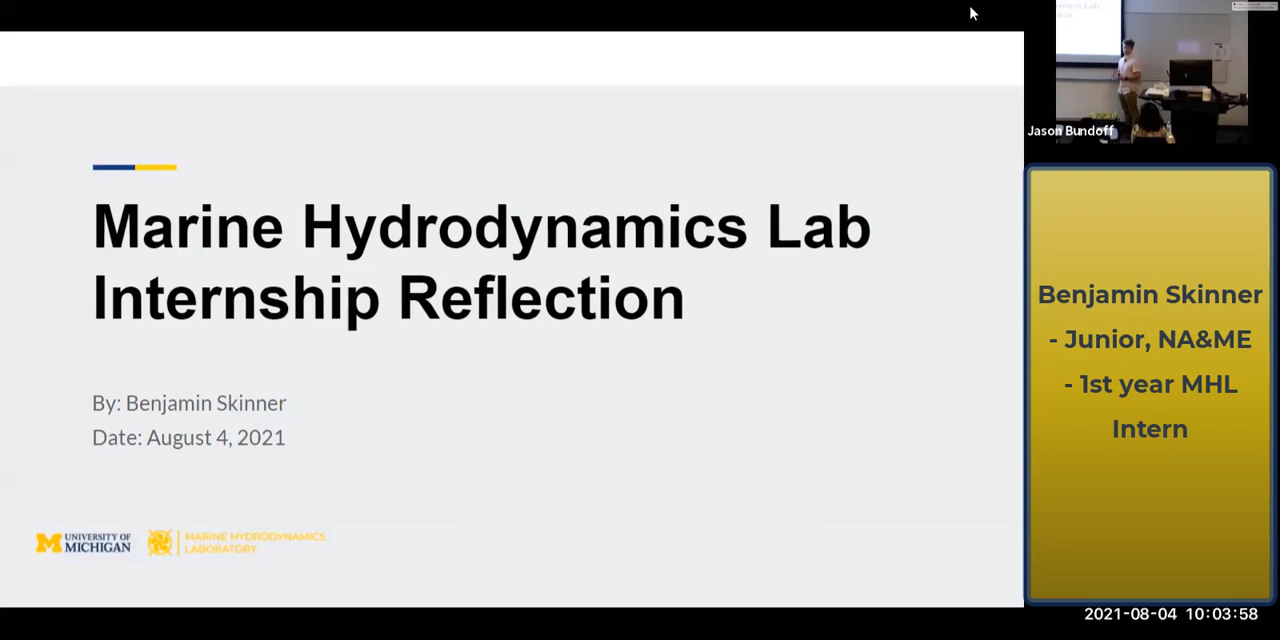 Marine Hydrodynamics Lab
Internship Reflection
By: Benjamin Skinner
Date: August 4, 2021
UNIVERSITY OF
MICHIGAN
MARINE HYDRODYNAMICS
LABORATORY
Jason Bundoff
Benjamin Skinner
- Junior, NA&ME
- 1st year MHL
Intern
2021-08-04 10:03:58